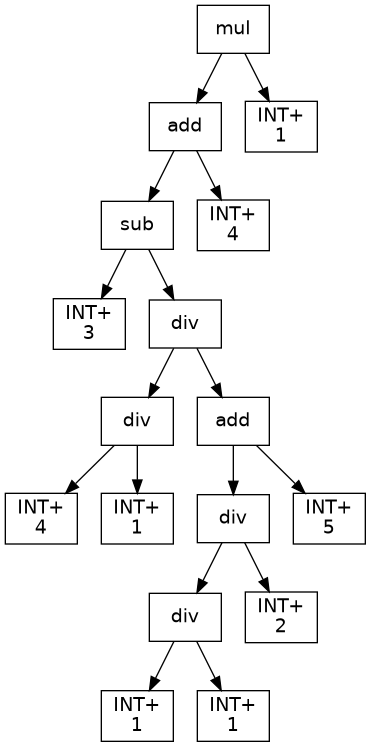 mul
add
INT+
1
sub
INT+
4
INT+
3
div
div
add
INT+
4
INT+
1
div
INT+
5
div
INT+
2
INT+
1
INT+
1